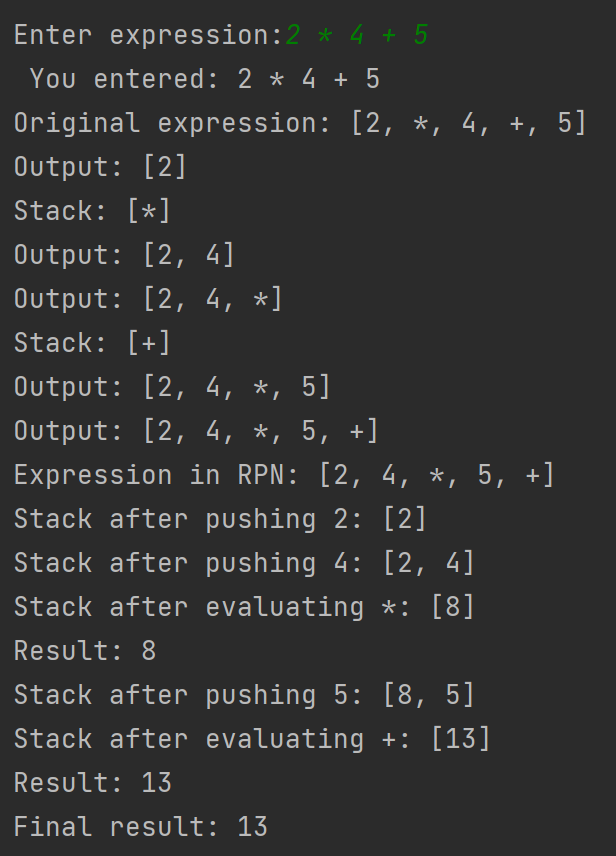 Enter expression:2 * 4 + 5
 You entered: 2 * 4 + 5
Original expression: [2, *, 4, +, 5]
Output: [2]
Stack: [*]
Output: [2, 4]
Output: [2, 4, *]
Stack: [+]
Output: [2, 4, *, 5]
Output: [2, 4, *, 5, +]
Expression in RPN: [2, 4, *, 5, +]
Stack after pushing 2: [2]
Stack after pushing 4: [2, 4]
Stack after evaluating *: [8]
Result: 8
Stack after pushing 5: [8, 5]
Stack after evaluating +: [13]
Result: 13
Final result: 13